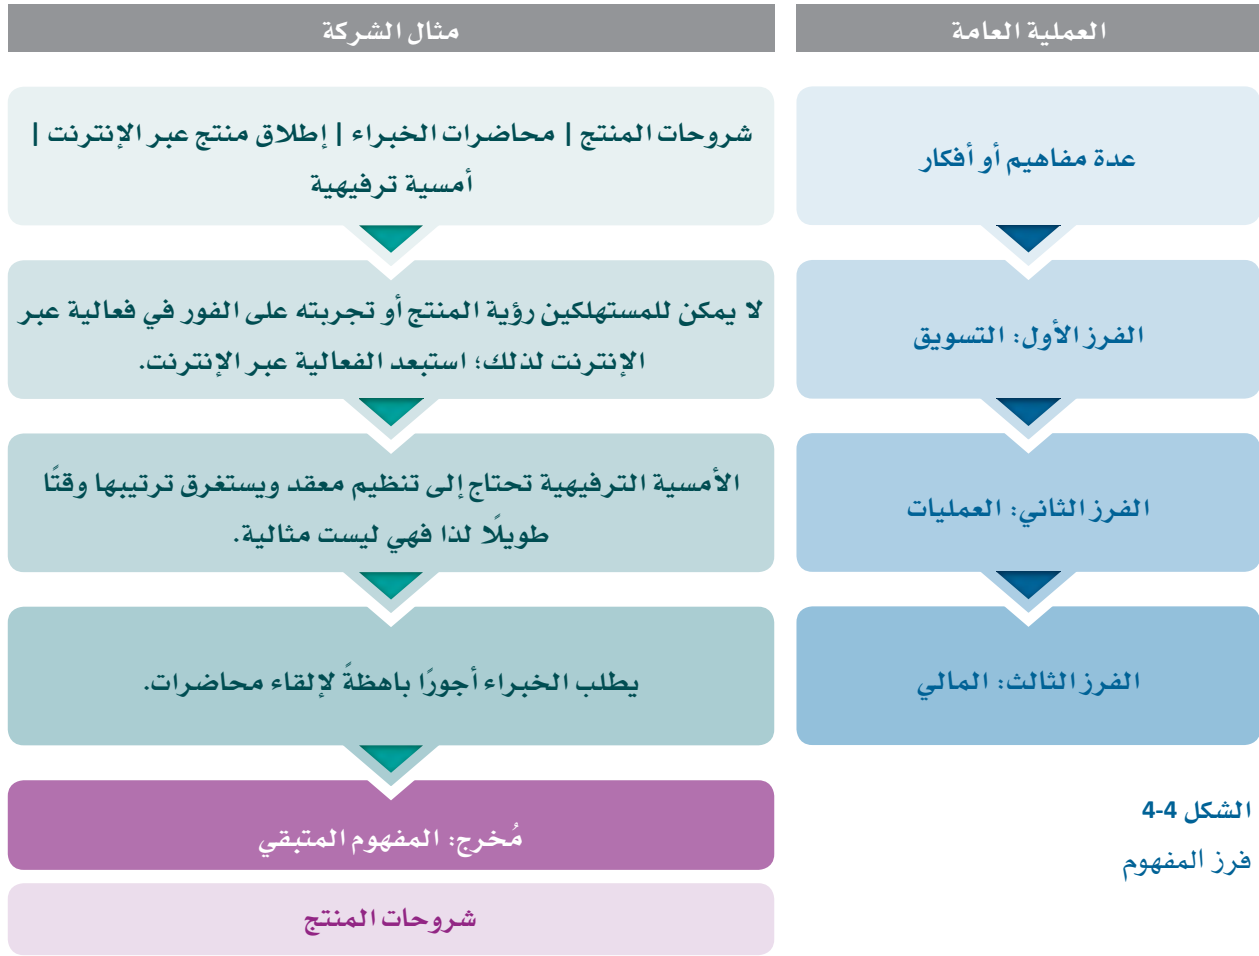 العملية العامة
مثال الشركة
عدة مفاهيم أو أفكار
شروحات المنتج | محاضرات الخبراء | إطلاق منتج عبر الإنترنت |
أمسية ترفيهية
الفرز الأول: التسويق
لا يمكن للمستهلكين رؤية المنتج أو تجربته على الفور في فعالية عبر
الإنترنت لذلك؛ استبعد الفعالية عبر الإنترنت.
الفرز الثاني: العمليات
الأمسية الترفيهية تحتاج إلى تنظيم معقد ويستغرق ترتيبها وقتًا
طويلًا لذا فهي ليست مثالية.
الفرز الثالث: المالي
يطلب الخبراء أجورًا باهظةً لإلقاء محاضرات.
مُخرج: المفهوم المتبقي
شروحات المنتج
الشكل 4-4
فرز المفهوم